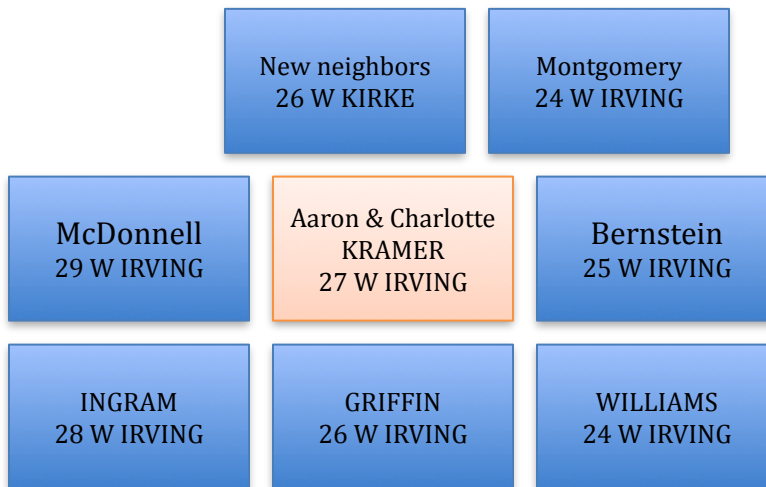 New neighbors
26 W KIRKE
Montgomery
24 W IRVING
McDonnell
29 W IRVING
Aaron & Charlotte
KRAMER
27 W IRVING
Bernstein
25 W IRVING
INGRAM
28 W IRVING
GRIFFIN
26 W IRVING
WILLIAMS
24 W IRVING